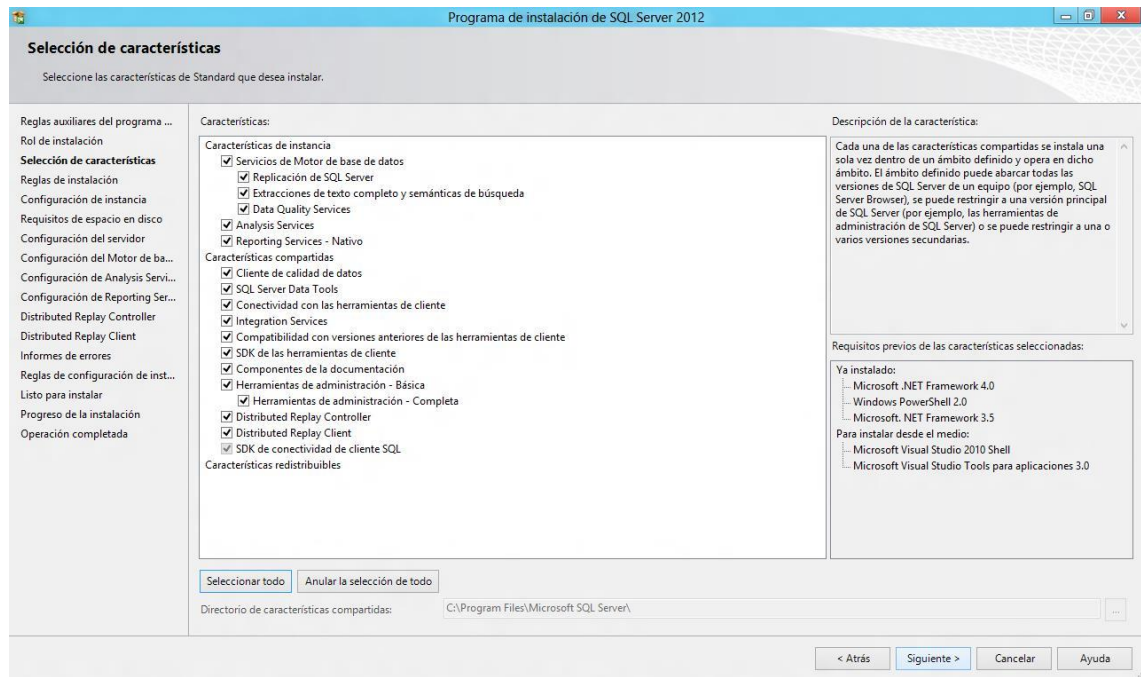 Programa de instalación de SQL Server 2012
Selección de características
Seleccione las características de Standard que desea instalar.
Reglas auxiliares del programa ...
Rol de instalación
Selección de características
Reglas de instalación
Configuración de instancia
Requisitos de espacio en disco
Configuración del servidor
Configuración del Motor de ba...
Configuración de Analysis Servi...
Configuración de Reporting Ser...
Distributed Replay Controller
Distributed Replay Client
Informes de errores
Reglas de configuración de inst...
Listo para instalar
Progreso de la instalación
Operación completada
Características:
Características de instancia
Servicios de Motor de base de datos
Replicación de SQL Server
Extracciones de texto completo y semánticas de búsqueda
Data Quality Services
Analysis Services
Reporting Services - Nativo
Características compartidas
Cliente de calidad de datos
SQL Server Data Tools
Conectividad con las herramientas de cliente
Integration Services
Compatibilidad con versiones anteriores de las herramientas de cliente
SDK de las herramientas de cliente
Componentes de la documentación
Herramientas de administración - Básica
Herramientas de administración - Completa
Distributed Replay Controller
Distributed Replay Client
SDK de conectividad de cliente SQL
Características redistribuibles
Descripción de la característica:
Cada una de las características compartidas se instala una
sola vez dentro de un ámbito definido y opera en dicho
ámbito. El ámbito definido puede abarcar todas las
versiones de SQL Server de un equipo (por ejemplo, SQL
Server Browser), se puede restringir a una versión principal
de SQL Server (por ejemplo, las herramientas de
administración de SQL Server) o se puede restringir a una o
varios versiones secundarias.
Requisitos previos de las características seleccionadas:
Ya instalado:
Microsoft .NET Framework 4.0
Windows PowerShell 2.0
Microsoft. NET Framework 3.5
Para instalar desde el medio:
Microsoft Visual Studio 2010 Shell
Microsoft Visual Studio Tools para aplicaciones 3.0
Seleccionar todo
Anular la selección de todo
Directorio de características compartidas:
C:\Program Files\Microsoft SQL Server\
...
< Atrás
Siguiente >
Cancelar
Ayuda